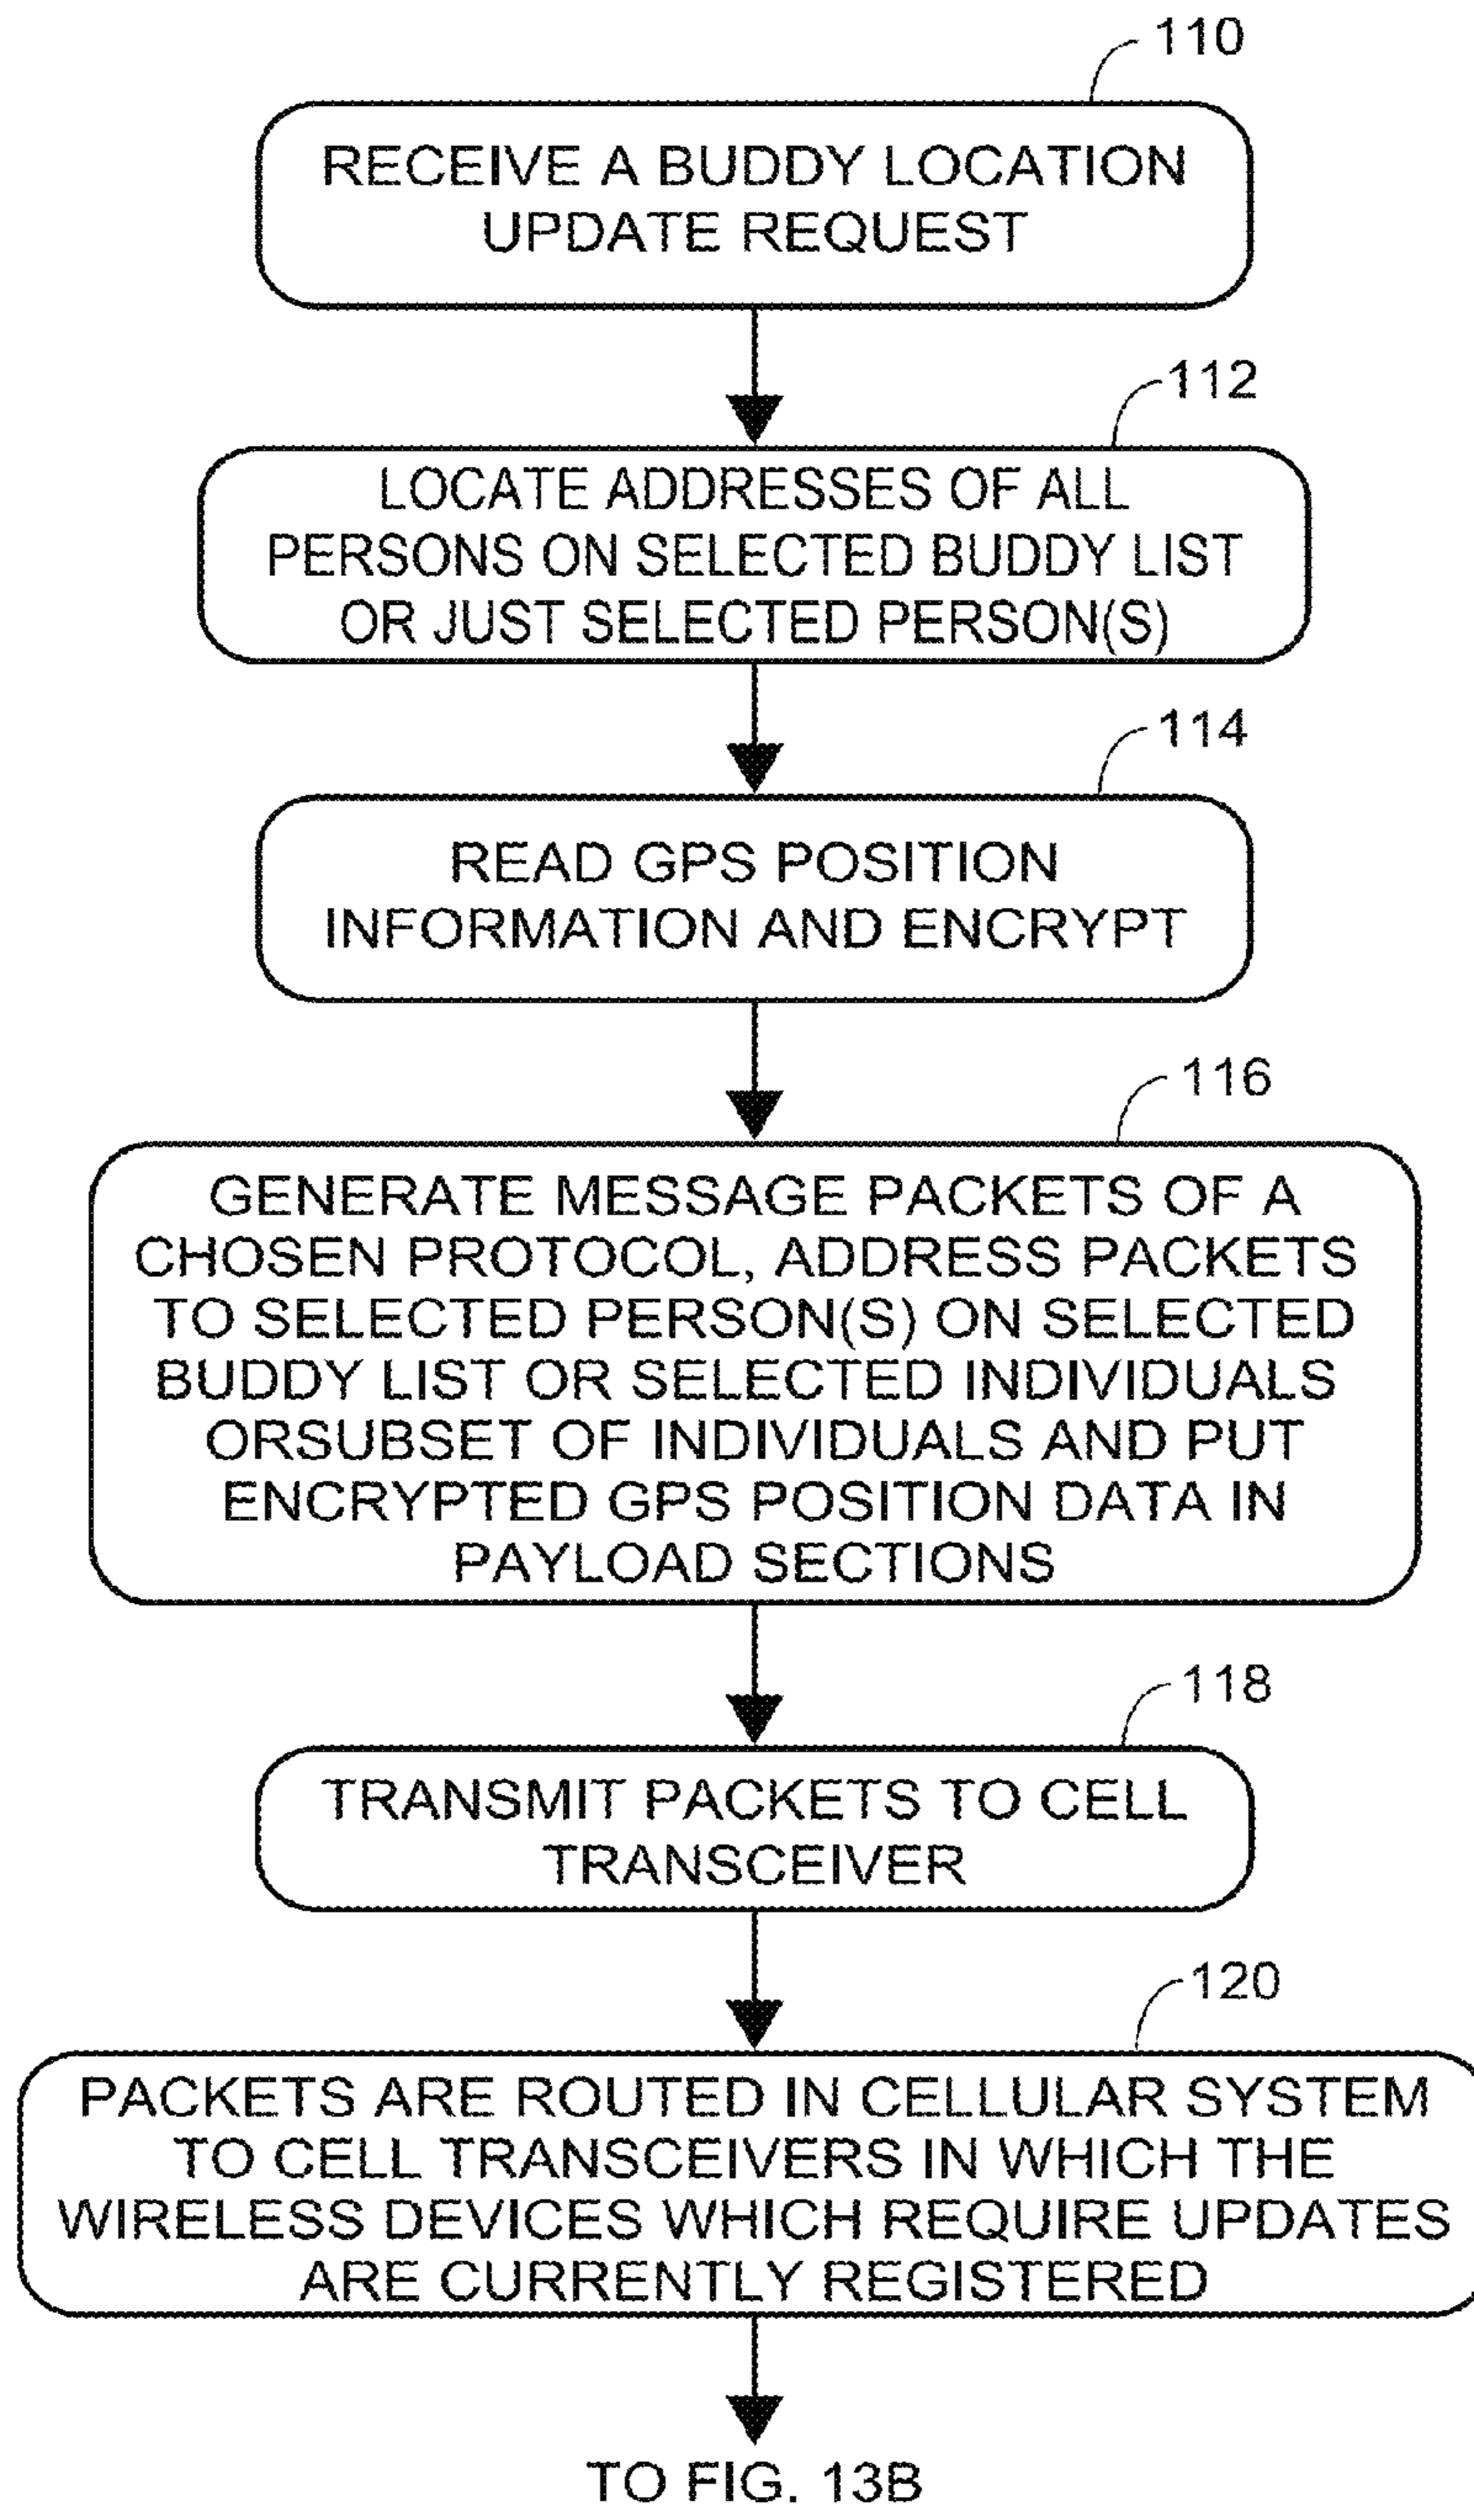 110
RECEIVE A BUDDY LOCATION
UPDATE REQUEST
112
LOCATE ADDRESSES OF ALL
PERSONS ON SELECTED BUDDY LIST
OR JUST SELECTED PERSON(S)
114
READ GPS POSITION
INFORMATION AND ENCRYPT
116
GENERATE MESSAGE PACKETS OF A
CHOSEN PROTOCOL, ADDRESS PACKETS
TO SELECTED PERSON(S) ON SELECTED
BUDDY LIST OR SELECTED INDIVIDUALS
ORSUBSET OF INDIVIDUALS AND PUT
ENCRYPTED GPS POSITION DATA IN
PAYLOAD SECTIONS
118
TRANSMIT PACKETS TO CELL
TRANSCEIVER
120
PACKETS ARE ROUTED IN CELLULAR SYSTEM
TO CELL TRANSCEIVERS IN WHICH THE
WIRELESS DEVICES WHICH REQUIRE UPDATES
ARE CURRENTLY REGISTERED
TO FIG. 13B